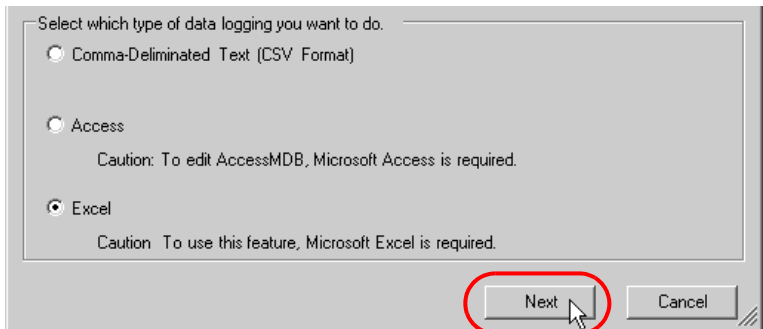 Select which type of data logging you want to do.
Comma-Deliminated Text (CSV Format)
Access
Caution: To edit AccessMDB, Microsoft Access is required.
Excel
Caution To use this feature, Microsoft Excel is required.
Next
Cancel